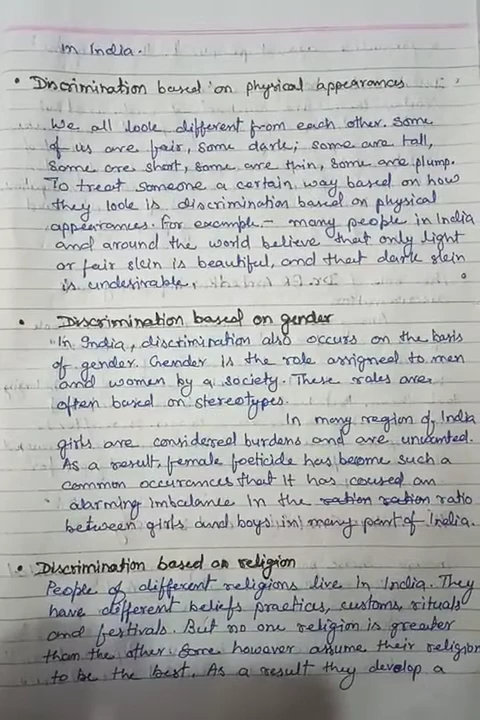 in India.
• Discrimination based on physical appearances
We all look different from each other. Some
of us are fair, some dark; some are tall,
some are short, some are thin, some are plump.
To treat someone a certain way based on how
they look is discrimination based on physical
appearances. For example - many people in India
and around the world believe that only light
or fair skin is beautiful, and that dark skin
is undesirable.
• Discrimination based on gender
In India, discrimination also occurs on the basis
of gender. Gender is the role assigned to men
and women by a society. These roles are
often based on stereotypes.
In many region of India
girls are considered burdens and are unwanted.
As a result, female foeticide has become such a
common occurances that it has caused an
alarming imbalance in the ration ration ratio
between girls and boys in many part of India.
• Discrimination based on religion
People of different religions live in India. They
have different beliefs practices, customs, rituals
and festivals. But no one religion is greater
than the other. Some however assume their religion
to be the best. As a result they develop a